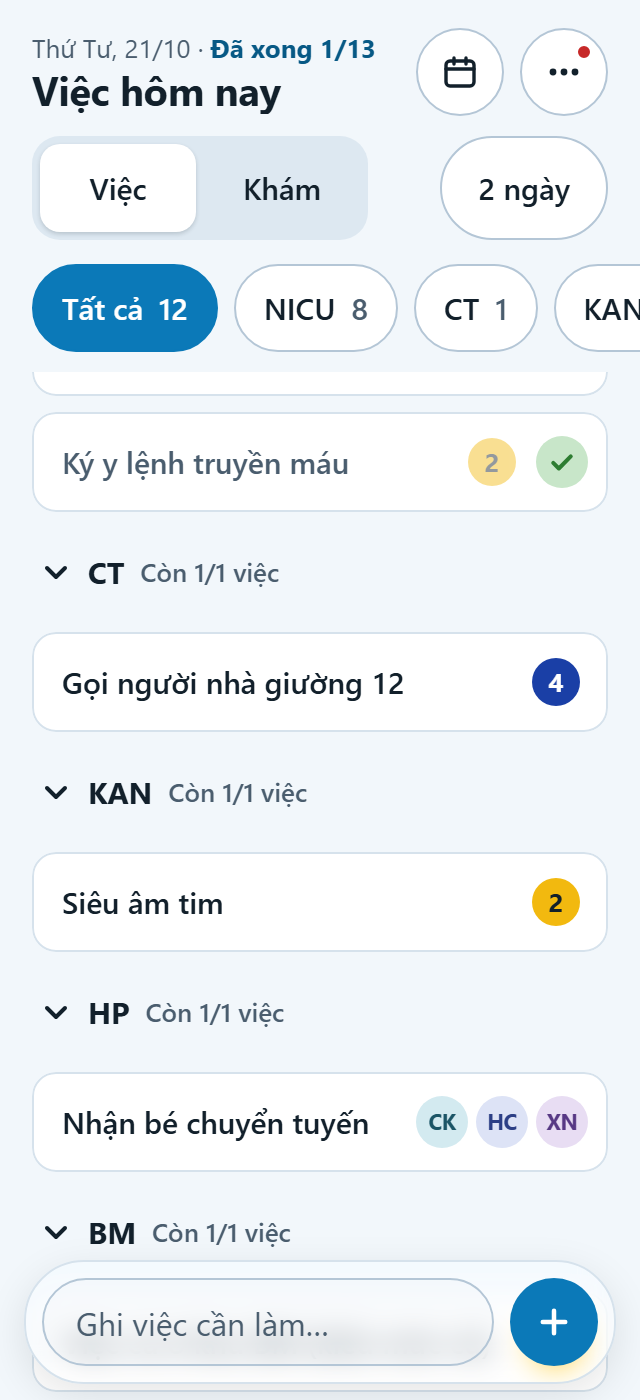 Thứ Tư, 21/10 · Đã xong 1/13
Việc hôm nay
Việc
Khám
2 ngày
Tất cả 12
NICU 8
CT 1
KAN
Ký y lệnh truyền máu 2
CT Còn 1/1 việc
Gọi người nhà giường 12 4
KAN Còn 1/1 việc
Siêu âm tim 2
HP Còn 1/1 việc
Nhận bé chuyển tuyến CK HC XN
BM Còn 1/1 việc
Ghi việc cần làm...